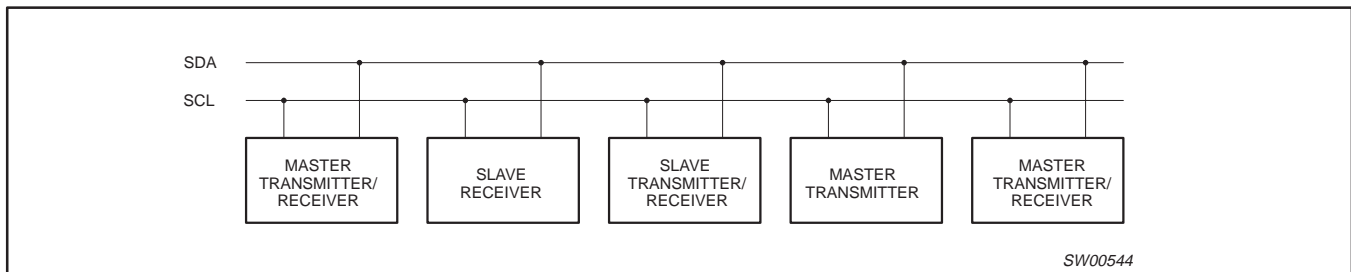 SDA
SCL
MASTER
TRANSMITTER/
RECEIVER
SLAVE
RECEIVER
SLAVE
TRANSMITTER/
RECEIVER
MASTER
TRANSMITTER
MASTER
TRANSMITTER/
RECEIVER
SW00544